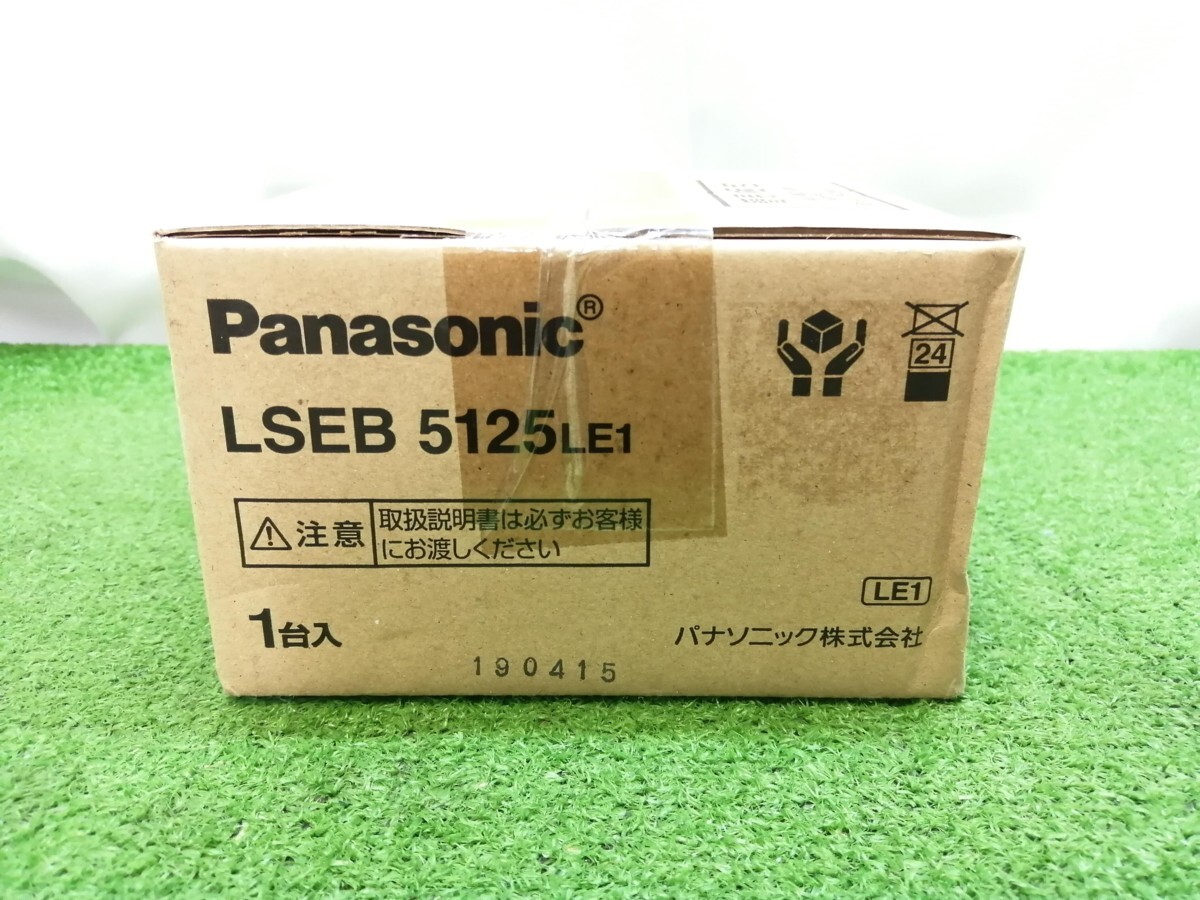 Panasonic®
LSEB 5125LE1
24
注意
取扱説明書は必ずお客様
にお渡しください
LE1
1台入
パナソニック株式会社
190415